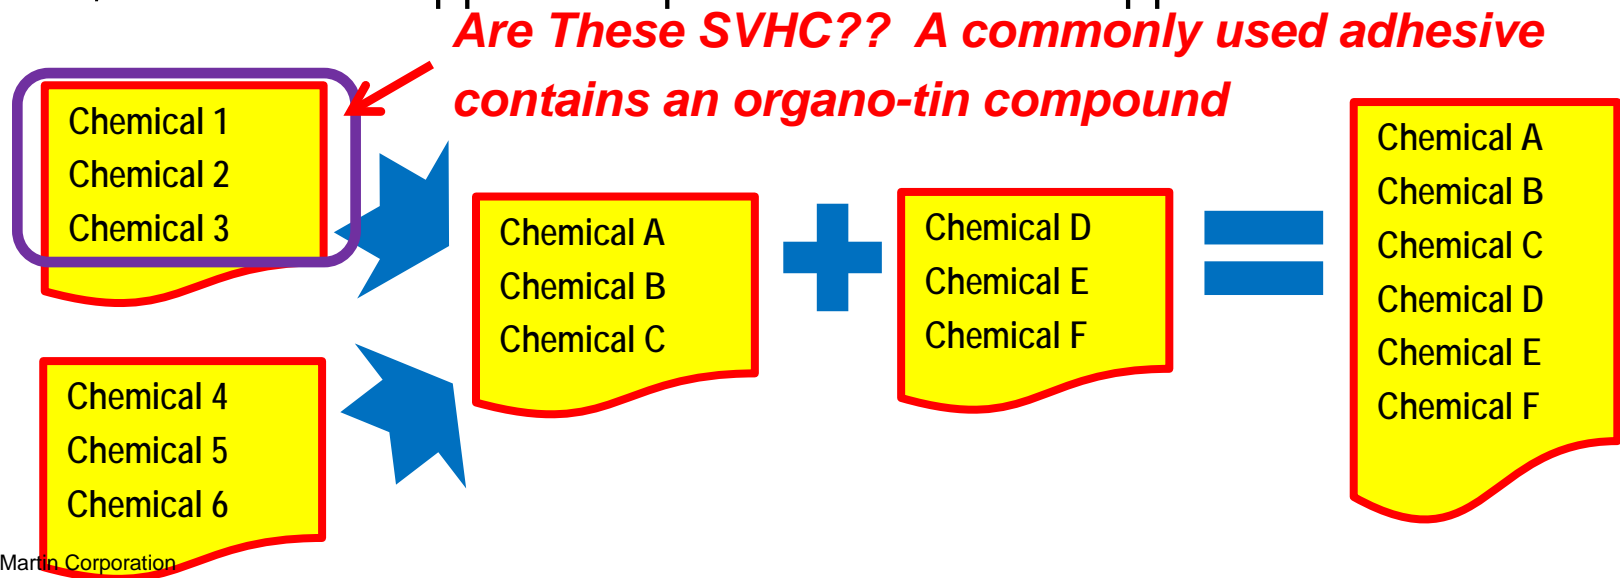 Are These SVHC?? A commonly used adhesive
contains an organo-tin compound
Chemical 1
Chemical 2
Chemical 3
Chemical 4
Chemical 5
Chemical 6
Chemical A
Chemical B
Chemical C
Chemical D
Chemical E
Chemical F
Chemical A
Chemical B
Chemical C
Chemical D
Chemical E
Chemical F
Martin Corporation